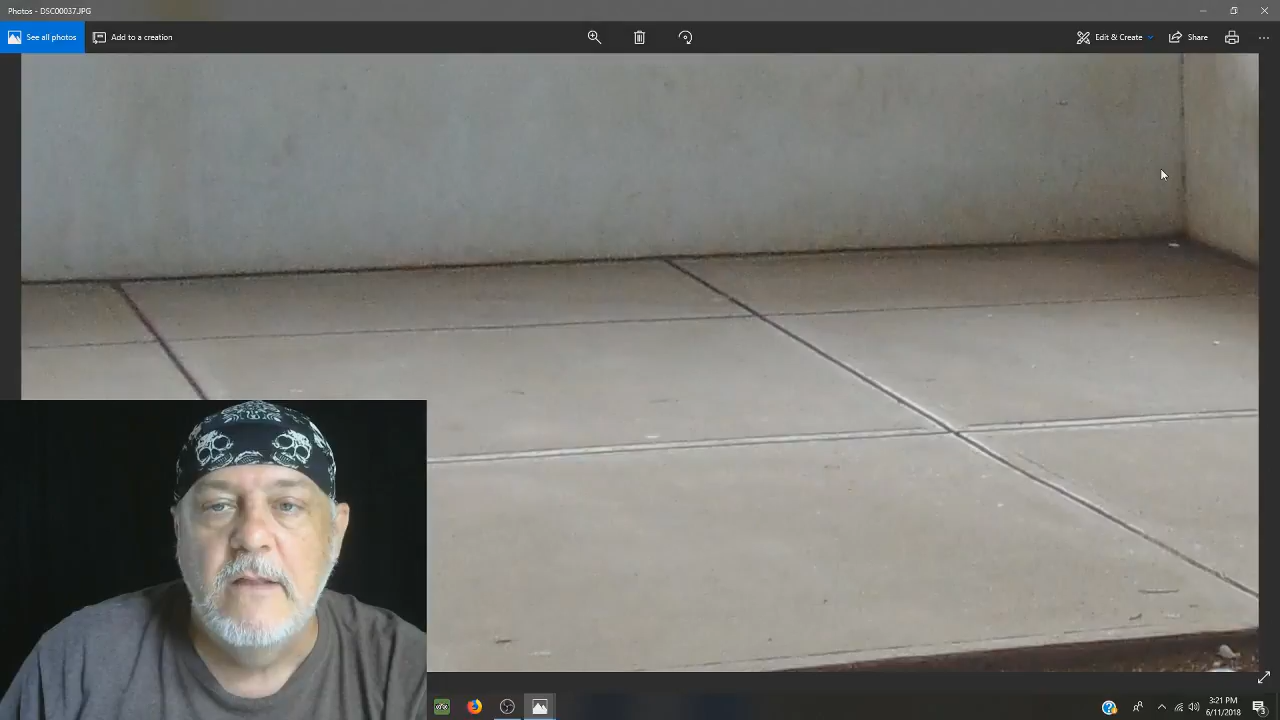 Photos - DSC00037.JPG
See all photos
Add to a creation
Edit & Create
Share
3:21 PM
6/11/2018